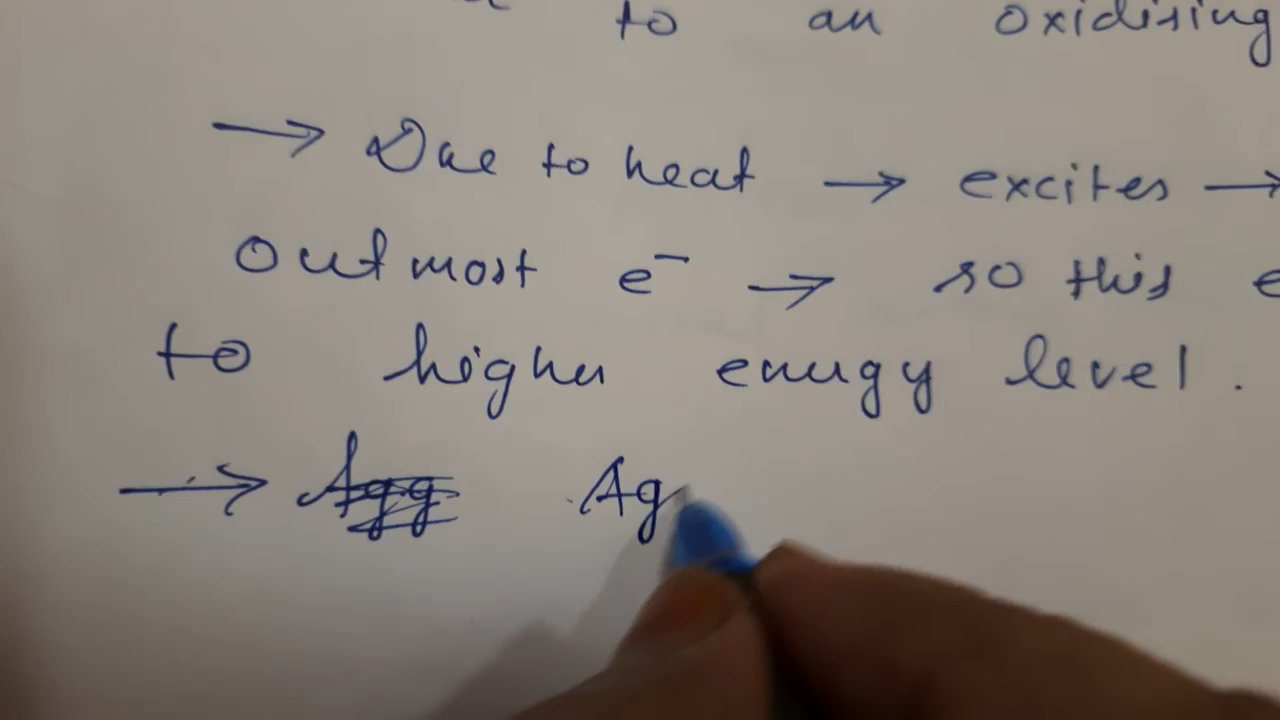 to an oxidising
→ Due to heat → excites →
outmost e⁻ → so this e
to higher energy level.
→ Ag